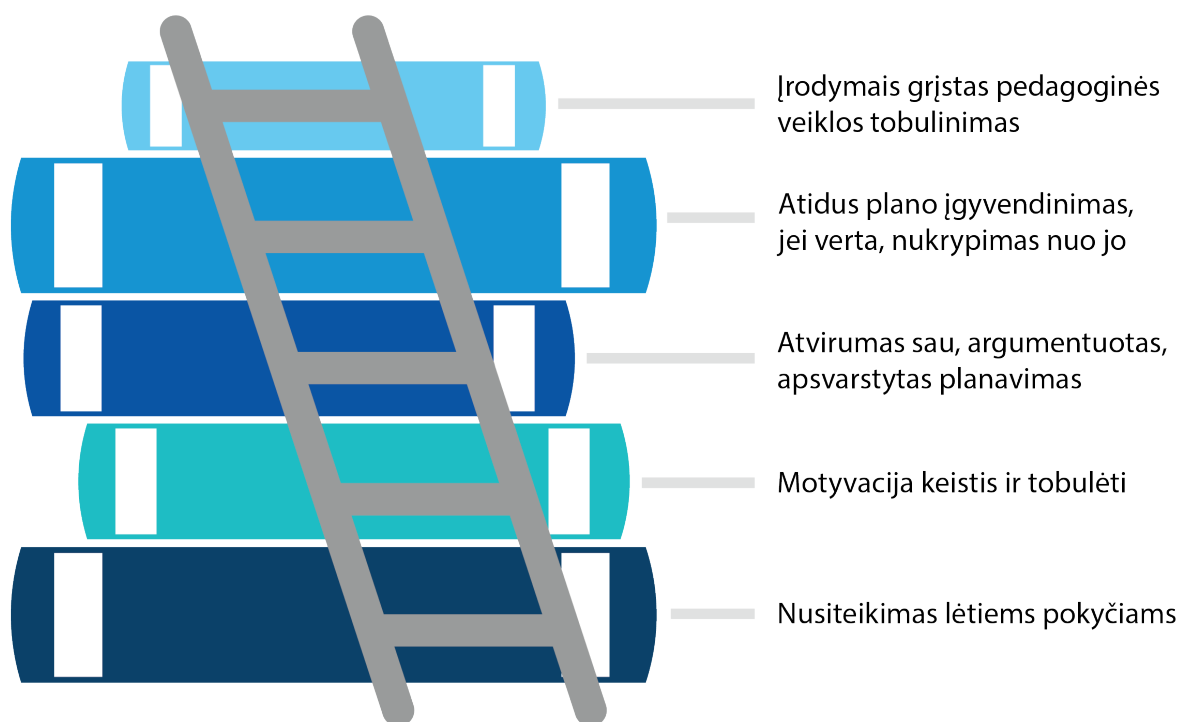 Įrodymais grįstas pedagoginės
veiklos tobulinimas
Atidus plano įgyvendinimas,
jei verta, nukrypimas nuo jo
Atvirumas sau, argumentuotas,
apsvarstytas planavimas
Motyvacija keistis ir tobulėti
Nusiteikimas lėtiems pokyčiams